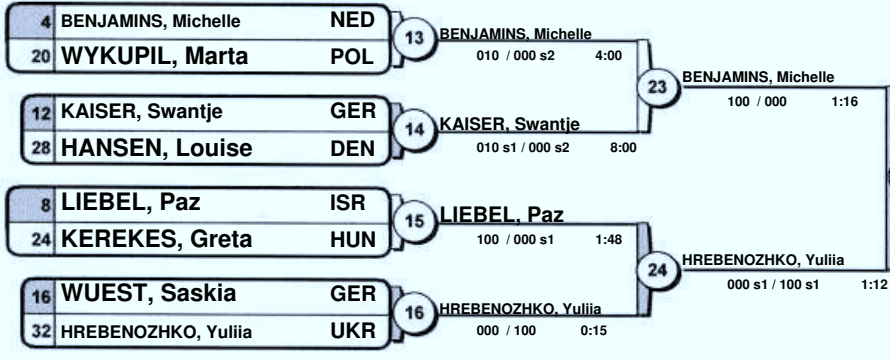 4 BENJAMINS, Michelle NED
20 WYKUPIL, Marta POL
13
BENJAMINS, Michelle
010 / 000 s2 4:00
12 KAISER, Swantje GER
28 HANSEN, Louise DEN
14
KAISER, Swantje
010 s1 / 000 s2 8:00
23
BENJAMINS, Michelle
100 / 000 1:16
8 LIEBEL, Paz ISR
24 KEREKES, Greta HUN
15
LIEBEL, Paz
100 / 000 s1 1:48
16 WUEST, Saskia GER
32 HREBENOZHKO, Yuliia UKR
16
HREBENOZHKO, Yuliia
000 / 100 0:15
24
HREBENOZHKO, Yuliia
000 s1 / 100 s1 1:12